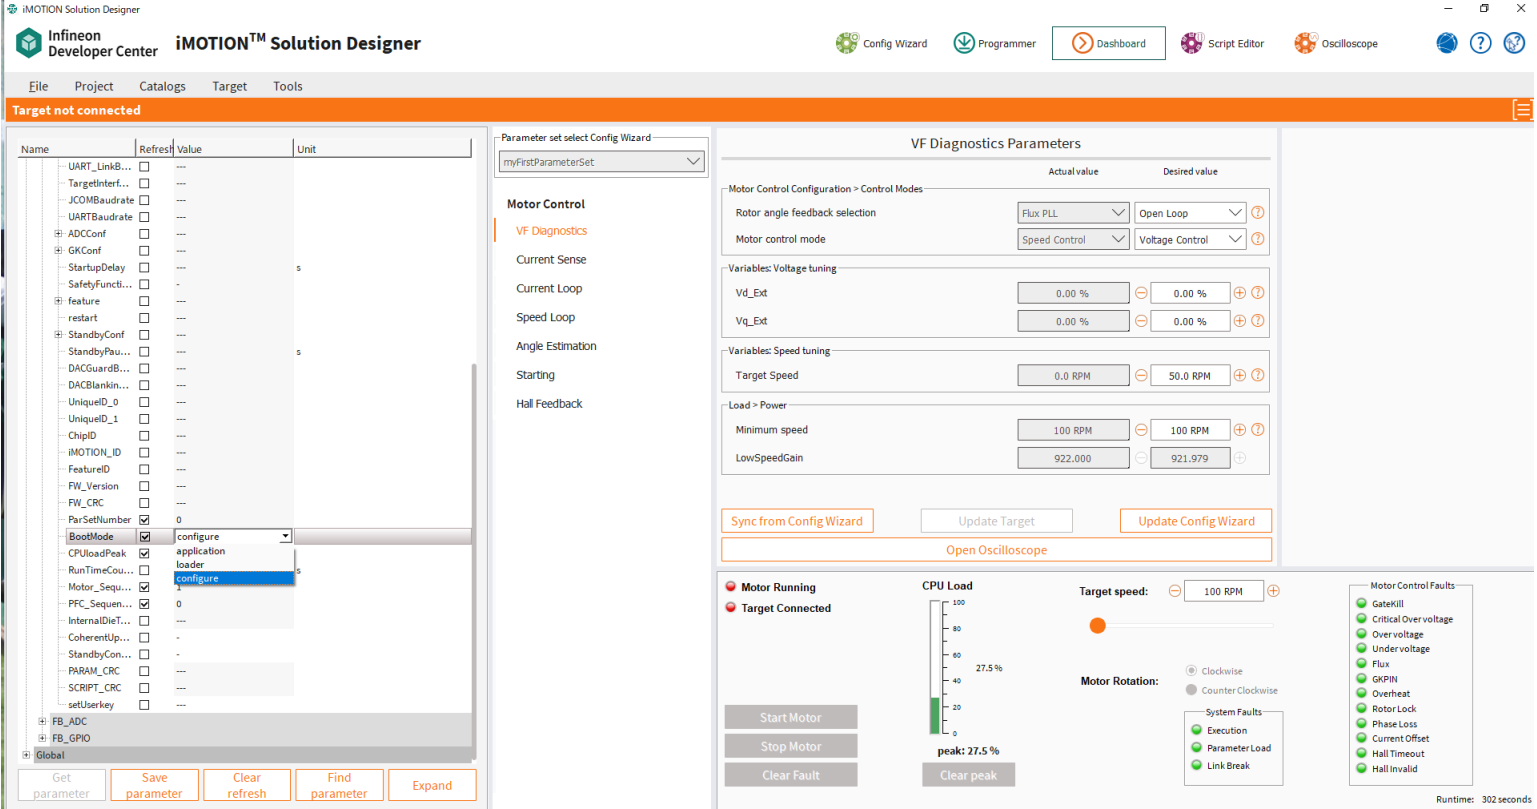 iMOTION Solution Designer
Infineon
Developer Center
iMOTION™ Solution Designer
Config Wizard
Programmer
Dashboard
Script Editor
Oscilloscope
File Project Catalogs Target Tools
Target not connected
Name Refresh Value Unit
UART_LinkB... ---
TargetInterf... ---
JCOMBaudrate ---
UARTBaudrate ---
ADCConf ---
GKConf ---
StartupDelay --- s
SafetyFuncti... -
feature ---
restart ---
StandbyConf ---
StandbyPau... --- s
DACGuardB... ---
DACBlankin... ---
UniqueID_0 ---
UniqueID_1 ---
ChipID ---
iMOTION_ID ---
FeatureID ---
FW_Version ---
FW_CRC ---
ParSetNumber 0
BootMode configure
application
loader
configure
CPUloadPeak
RunTimeCou... s
Motor_Sequ... 1
PFC_Sequen... 0
InternalDieT... ---
CoherentUp... -
StandbyCon... -
PARAM_CRC ---
SCRIPT_CRC ---
setUserkey ---
FB_ADC
FB_GPIO
Global
Get parameter
Save parameter
Clear refresh
Find parameter
Expand
Parameter set select Config Wizard
myFirstParameterSet
Motor Control
VF Diagnostics
Current Sense
Current Loop
Speed Loop
Angle Estimation
Starting
Hall Feedback
VF Diagnostics Parameters
Actual value Desired value
Motor Control Configuration > Control Modes
Rotor angle feedback selection Flux PLL Open Loop
Motor control mode Speed Control Voltage Control
Variables: Voltage tuning
Vd_Ext 0.00 % 0.00 %
Vq_Ext 0.00 % 0.00 %
Variables: Speed tuning
Target Speed 0.0 RPM 50.0 RPM
Load > Power
Minimum speed 100 RPM 100 RPM
LowSpeedGain 922.000 921.979
Sync from Config Wizard Update Target Update Config Wizard
Open Oscilloscope
Motor Running
Target Connected
Start Motor
Stop Motor
Clear Fault
CPU Load
100
80
60
40
20
0
27.5 %
peak: 27.5 %
Clear peak
Target speed: 100 RPM
Motor Rotation:
Clockwise
Counter Clockwise
System Faults
Execution
Parameter Load
Link Break
Motor Control Faults
GateKill
Critical Over voltage
Over voltage
Under voltage
Flux
GKPIN
Overheat
Rotor Lock
Phase Loss
Current Offset
Hall Timeout
Hall Invalid
Runtime: 302 seconds